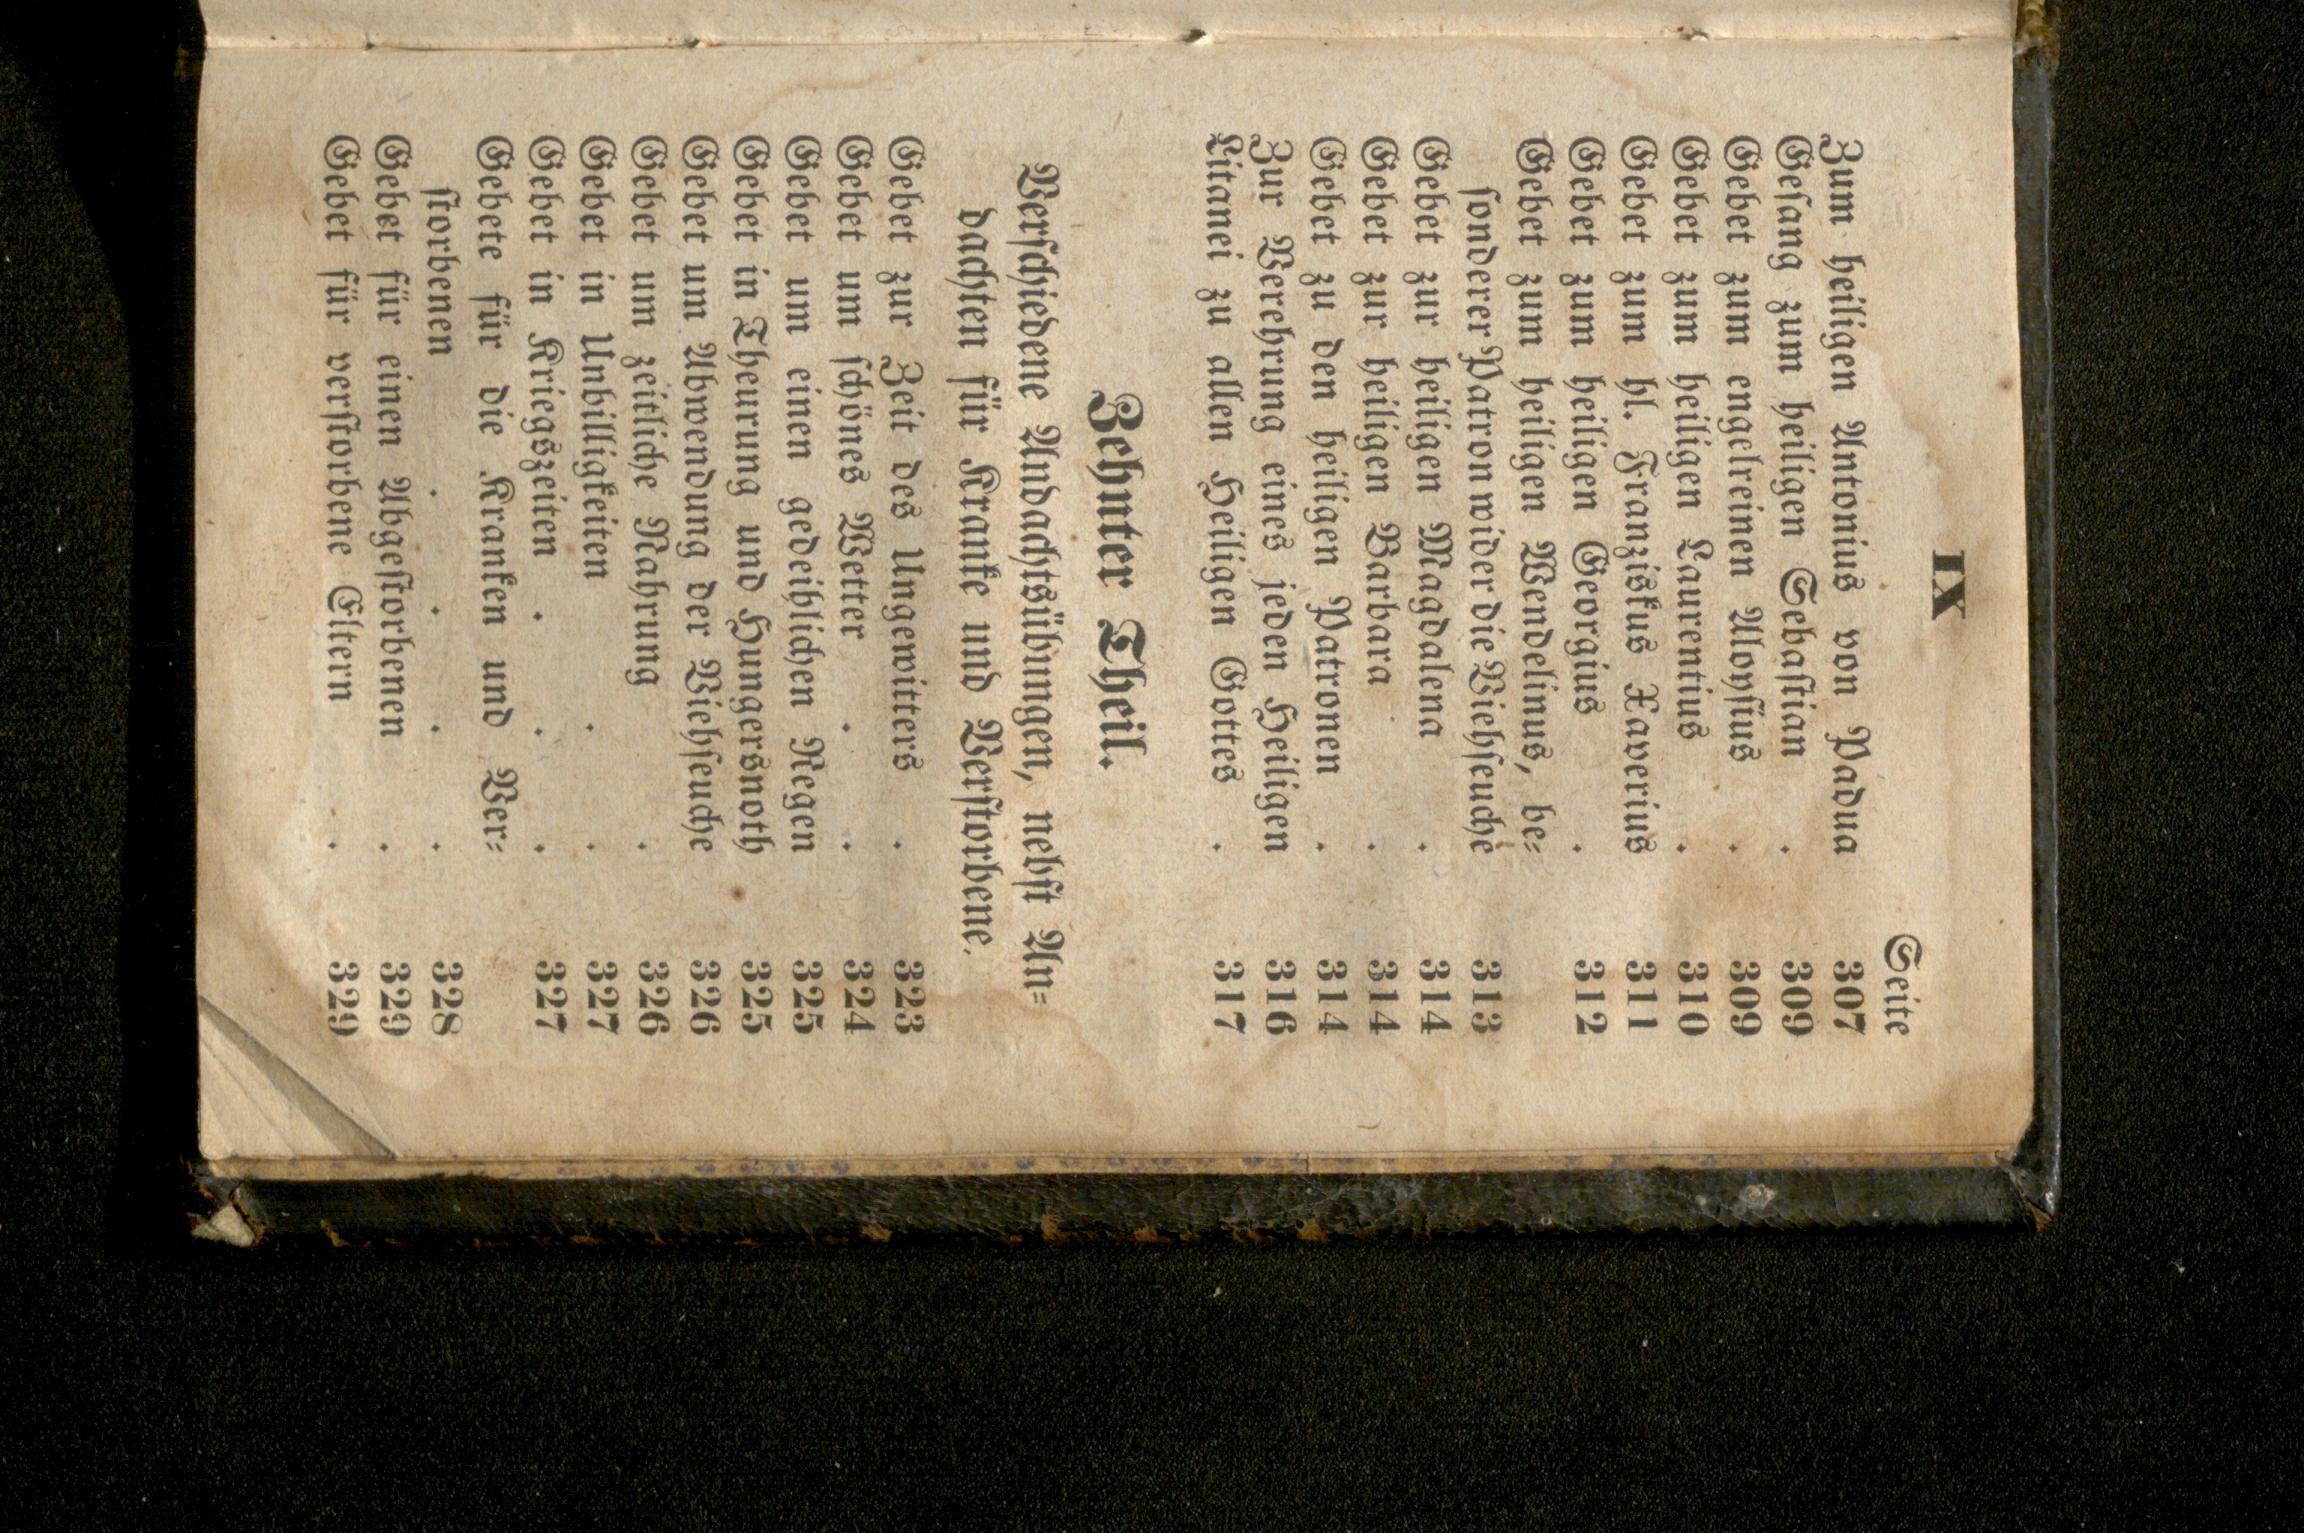 IX
Seite
Zum heiligen Antonius von Padua 307
Gesang zum heiligen Sebastian . 309
Gebet zum engelreinen Aloysius . 309
Gebet zum heiligen Laurentius . 310
Gebet zum hl. Franziskus Xaverius 311
Gebet zum heiligen Georgius . 312
Gebet zum heiligen Wendelinus, be-
sonderer Patron wider die Viehseuche 313
Gebet zur heiligen Magdalena . 314
Gebet zur heiligen Barbara . 314
Gebet zu den heiligen Patronen . 314
Zur Verehrung eines jeden Heiligen 316
Litanei zu allen Heiligen Gottes . 317
Zehnter Theil.
Verschiedene Andachtsübungen, nebst An-
dachten für Kranke und Verstorbene.
Gebet zur Zeit des Ungewitters . 323
Gebet um schönes Wetter . . 324
Gebet um einen gedeihlichen Regen 325
Gebet in Theurung und Hungersnoth 325
Gebet um Abwendung der Viehseuche 326
Gebet um zeitliche Nahrung . 326
Gebet in Unbilligkeiten . . 327
Gebet in Kriegszeiten . . . 327
Gebete für die Kranken und Ver-
storbenen . . . . 328
Gebet für einen Abgestorbenen . 329
Gebet für verstorbene Eltern . 329